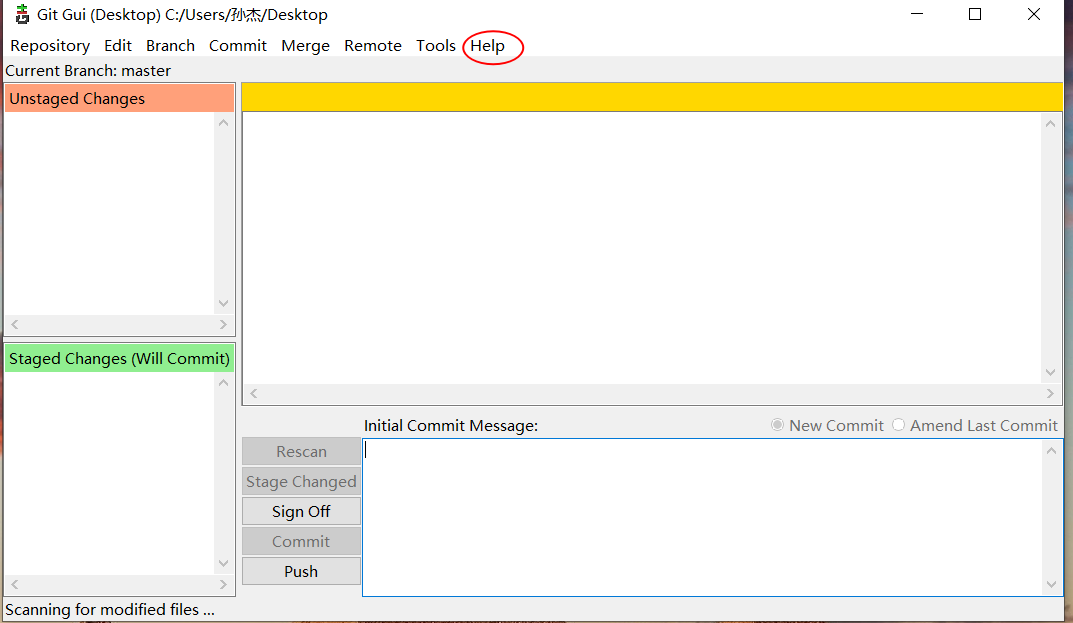 Git Gui (Desktop) C:/Users/孙杰/Desktop
Repository Edit Branch Commit Merge Remote Tools Help
Current Branch: master
Unstaged Changes
Staged Changes (Will Commit)
Initial Commit Message:
New Commit
Amend Last Commit
Rescan
Stage Changed
Sign Off
Commit
Push
Scanning for modified files ...